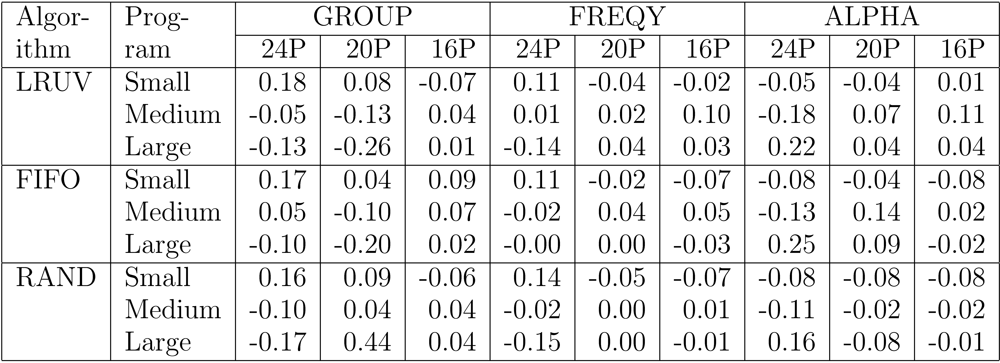 Algor- Prog- GROUP FREQY ALPHA
ithm ram 24P 20P 16P 24P 20P 16P 24P 20P 16P
LRUV Small 0.18 0.08 -0.07 0.11 -0.04 -0.02 -0.05 -0.04 0.01
Medium -0.05 -0.13 0.04 0.01 0.02 0.10 -0.18 0.07 0.11
Large -0.13 -0.26 0.01 -0.14 0.04 0.03 0.22 0.04 0.04
FIFO Small 0.17 0.04 0.09 0.11 -0.02 -0.07 -0.08 -0.04 -0.08
Medium 0.05 -0.10 0.07 -0.02 0.04 0.05 -0.13 0.14 0.02
Large -0.10 -0.20 0.02 -0.00 0.00 -0.03 0.25 0.09 -0.02
RAND Small 0.16 0.09 -0.06 0.14 -0.05 -0.07 -0.08 -0.08 -0.08
Medium -0.10 0.04 0.04 -0.02 0.00 0.01 -0.11 -0.02 -0.02
Large -0.17 0.44 0.04 -0.15 0.00 -0.01 0.16 -0.08 -0.01